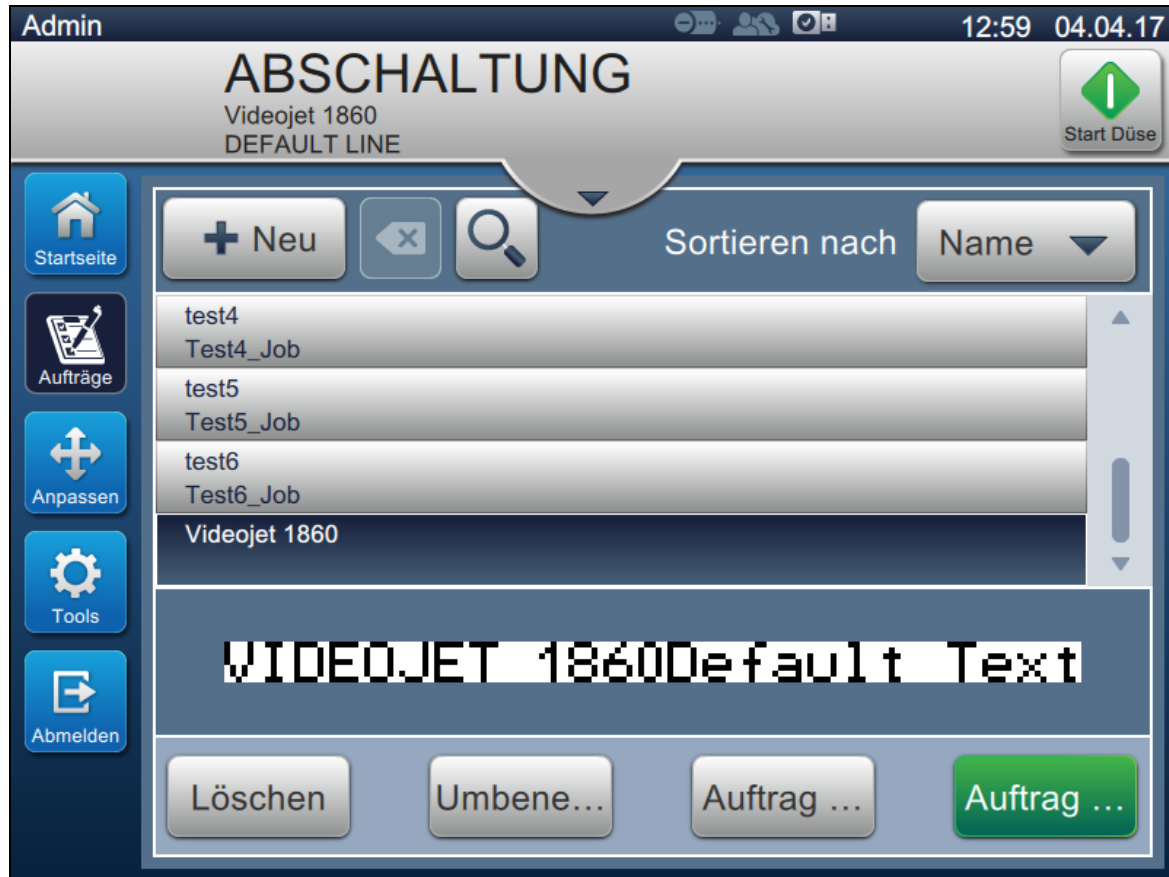 Admin
12:59 04.04.17
ABSCHALTUNG
Videojet 1860
DEFAULT LINE
Start Düse
Startseite
Aufträge
Anpassen
Tools
Abmelden
Neu
Sortieren nach
Name
test4
Test4_Job
test5
Test5_Job
test6
Test6_Job
Videojet 1860
VIDEOJET 1860Default Text
Löschen
Umbene...
Auftrag ...
Auftrag ...